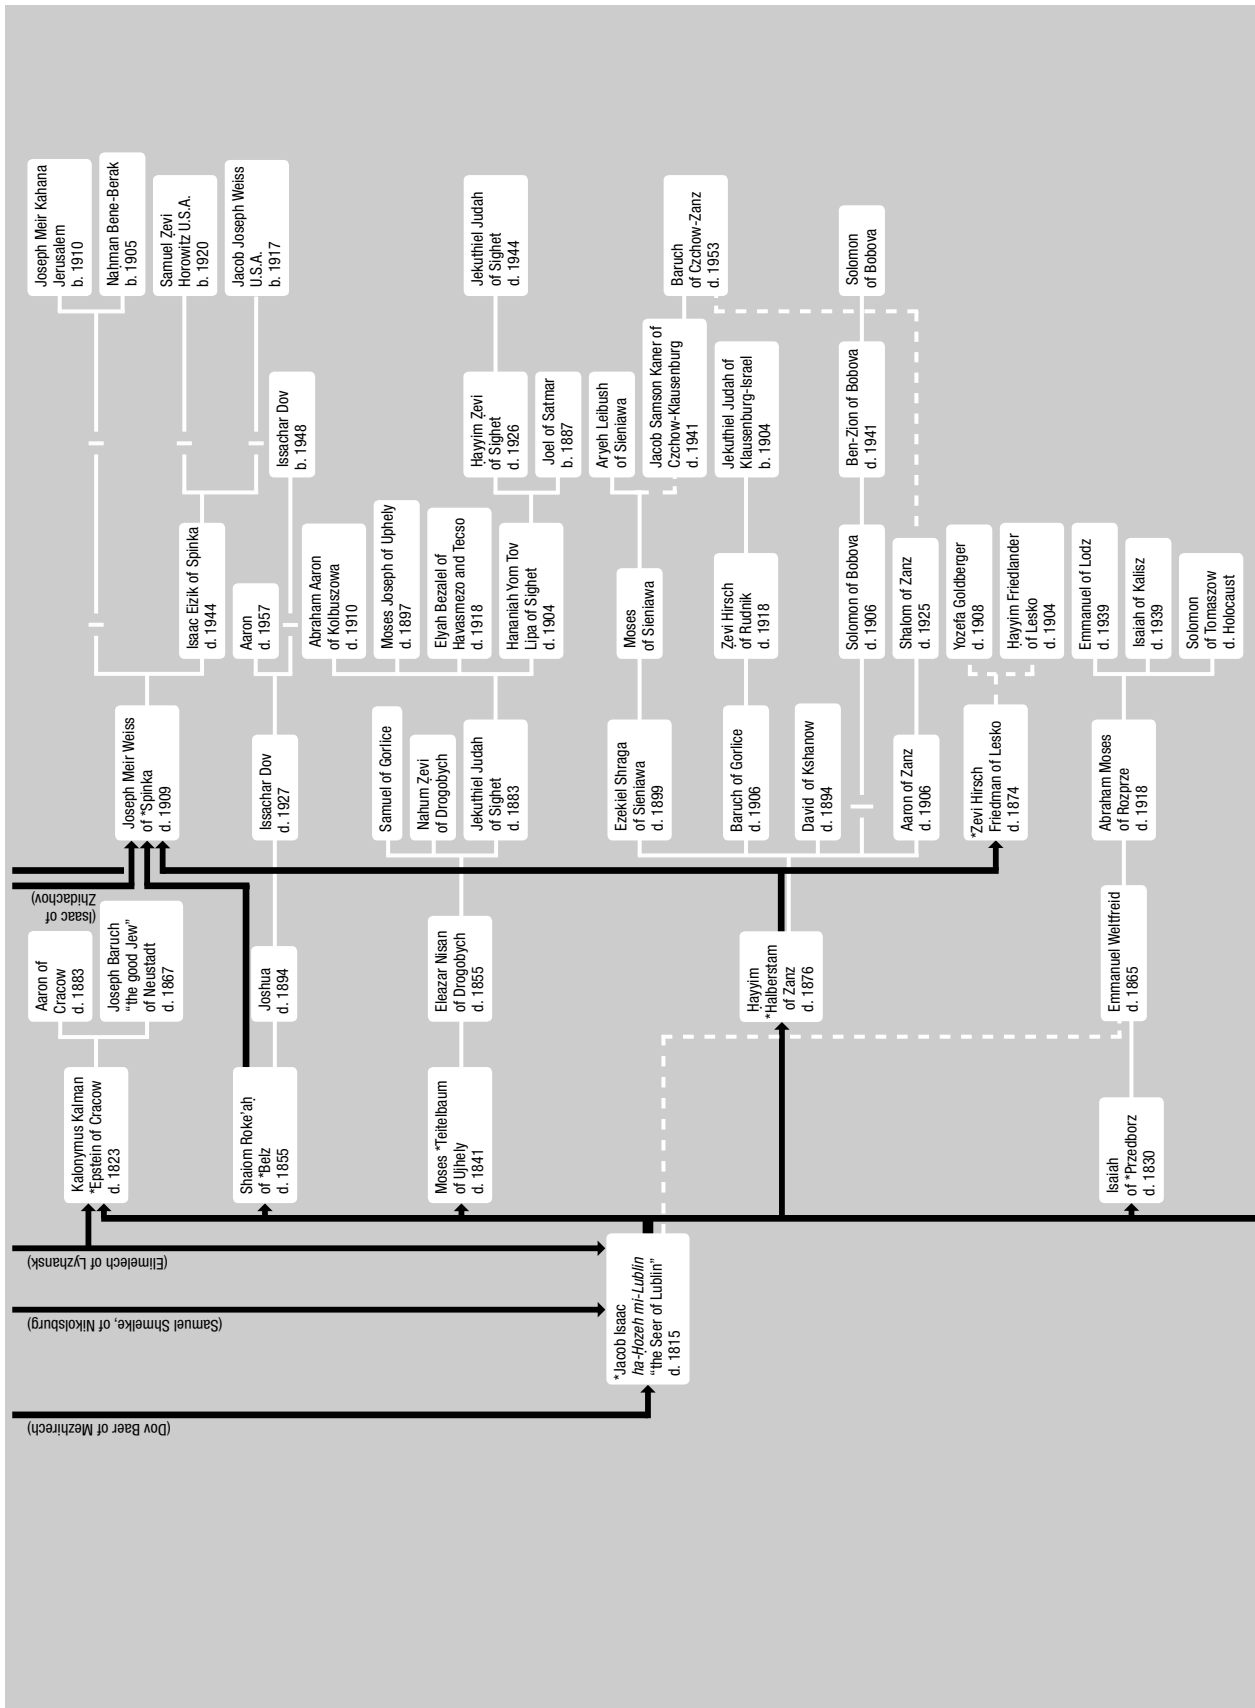 Joseph Meir Kahana
Jerusalem
b. 1910
Naḥman Bene-Berak
b. 1905
Samuel Ẓevi
Horowitz U.S.A.
b. 1920
Jacob Joseph Weiss
U.S.A.
b. 1917
Jekuthiel Judah
of Sighet
d. 1944
Baruch
of Czchow-Zanz
d. 1953
Solomon
of Bobova
Issachar Dov
b. 1948
Ḥayyim Ẓevi
of Sighet
d. 1926
Joel of Satmar
b. 1887
Aryeh Leibush
of Sieniawa
Jacob Samson Kaner of
Czchow-Klausenburg
d. 1941
Jekuthiel Judah of
Klausenburg-Israel
b. 1904
Ben-Zion of Bobova
d. 1941
Isaac Eizik of Spinka
d. 1944
Aaron
d. 1957
Abraham Aaron
of Kolbuszowa
d. 1910
Moses Joseph of Uphely
d. 1897
Elyah Bezalel of
Havasmezo and Tecso
d. 1918
Hananiah Yom Tov
Lipa of Sighet
d. 1904
Moses
of Sieniawa
Ẓevi Hirsch
of Rudnik
d. 1918
Solomon of Bobova
d. 1906
Shalom of Zanz
d. 1925
Yozefa Goldberger
d. 1908
Ḥayyim Friedlander
of Lesko
d. 1904
Emmanuel of Lodz
d. 1939
Isaiah of Kalisz
d. 1939
Solomon
of Tomaszow
d. Holocaust
Joseph Meir Weiss
of *Spinka
d. 1909
Issachar Dov
d. 1927
Samuel of Gorlice
Nahum Ẓevi
of Drogobych
Jekuthiel Judah
of Sighet
d. 1883
Ezekiel Shraga
of Sieniawa
d. 1899
Baruch of Gorlice
d. 1906
David of Kshanow
d. 1894
Aaron of Zanz
d. 1906
*Zevi Hirsch
Friedman of Lesko
d. 1874
Abraham Moses
of Rozprze
d. 1918
(Isaac of
Zhidachov)
Aaron of
Cracow
d. 1883
Joseph Baruch
“the good Jew”
of Neustadt
d. 1867
Joshua
d. 1894
Eleazar Nisan
of Drogobych
d. 1855
Ḥayyim
*Halberstam
of Zanz
d. 1876
Emmanuel Weltfreid
d. 1865
Kalonymus Kalman
*Epstein of Cracow
d. 1823
Shaiom Roke’aḥ
of *Belz
d. 1855
Moses *Teitelbaum
of Ujhely
d. 1841
Isaiah
of *Przedborz
d. 1830
(Elimelech of Lyzhansk)
(Samuel Shmelke, of Nikolsburg)
*Jacob Isaac
ha-Ḥozeh mi-Lublin
“the Seer of Lublin”
d. 1815
(Dov Baer of Mezhirech)